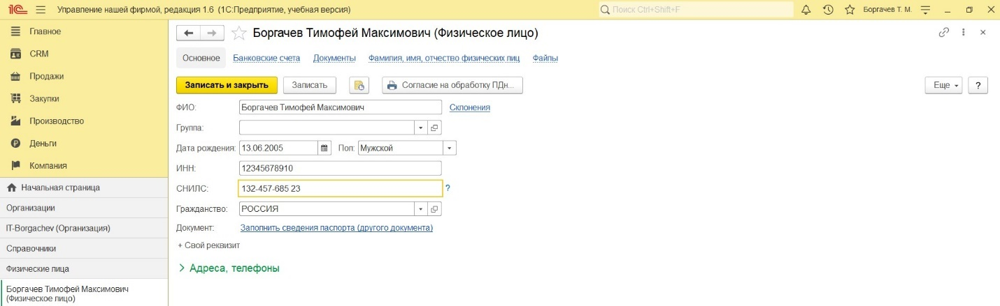 1С Управление нашей фирмой, редакция 1.6 (1С:Предприятие, учебная версия) Поиск Ctrl+Shift+F Боргачев Т. М.
Главное
CRM
Продажи
Закупки
Производство
Деньги
Компания
Начальная страница
Организации
IT-Borgachev (Организация)
Справочники
Физические лица
Боргачев Тимофей Максимович
(Физическое лицо)
Боргачев Тимофей Максимович (Физическое лицо)
Основное Банковские счета Документы Фамилия, имя, отчество физических лиц Файлы
Записать и закрыть Записать Согласие на обработку ПДн... Еще ?
ФИО: Боргачев Тимофей Максимович Склонения
Группа:
Дата рождения: 13.06.2005 Пол: Мужской
ИНН: 12345678910
СНИЛС: 132-457-685 23 ?
Гражданство: РОССИЯ
Документ: Заполнить сведения паспорта (другого документа)
+ Свой реквизит
Адреса, телефоны